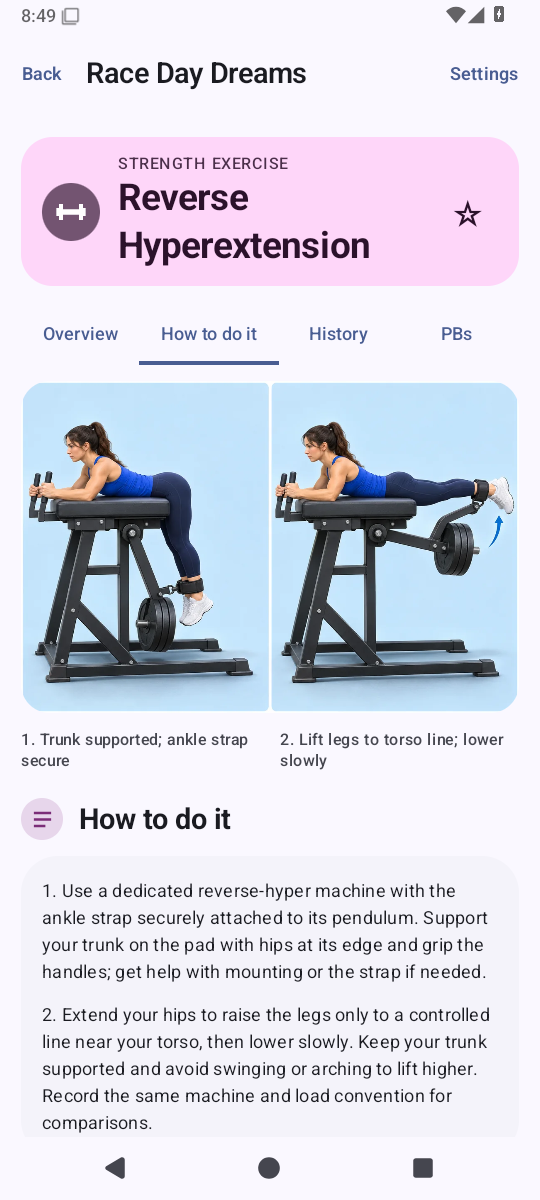 8:49
Back
Race Day Dreams
Settings
STRENGTH EXERCISE
Reverse
Hyperextension
Overview
How to do it
History
PBs
1. Trunk supported; ankle strap
secure
2. Lift legs to torso line; lower
slowly
How to do it
1. Use a dedicated reverse-hyper machine with the
ankle strap securely attached to its pendulum. Support
your trunk on the pad with hips at its edge and grip the
handles; get help with mounting or the strap if needed.
2. Extend your hips to raise the legs only to a controlled
line near your torso, then lower slowly. Keep your trunk
supported and avoid swinging or arching to lift higher.
Record the same machine and load convention for
comparisons.